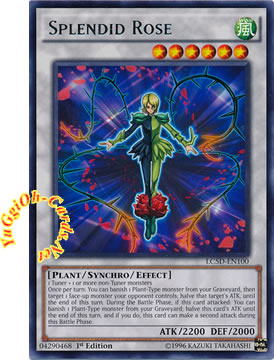 SPLENDID ROSE
風
LCSD-EN100
YuGgiOh-Cardz.Net
[PLANT / SYNCHRO / EFFECT]
1 Tuner + 1 or more non-Tuner monsters
Once per turn: You can banish 1 Plant-Type monster from your Graveyard, then
target 1 face-up monster your opponent controls; halve that target's ATK, until
the end of this turn. During the Battle Phase, if this card attacked: You can
banish 1 Plant-Type monster from your Graveyard; halve this card's ATK until
the end of this turn, and if you do, this card can make a second attack during
this Battle Phase.
ATK/2200 DEF/2000
04290468 1st Edition ©1996 KAZUKI TAKAHASHI